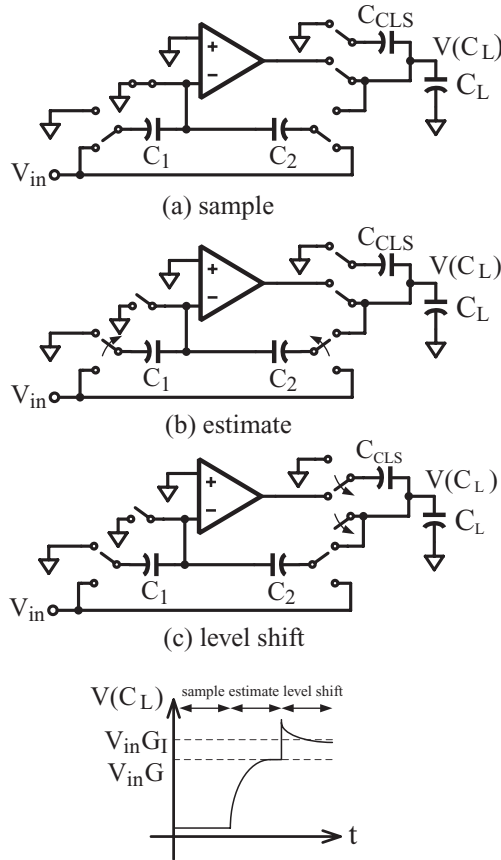 C_CLS
V(C_L)
+
−
C_L
C_1
C_2
V_in
(a) sample
C_CLS
V(C_L)
+
−
C_L
C_1
C_2
V_in
(b) estimate
C_CLS
V(C_L)
+
−
C_L
C_1
C_2
V_in
(c) level shift
sample estimate level shift
V(C_L)
V_inG_I
V_inG
t